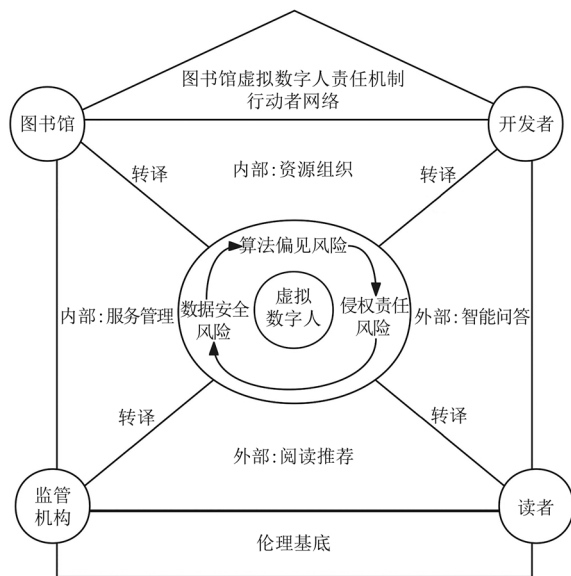 图书馆虚拟数字人责任机制
行动者网络
图书馆
开发者
转译
内部:资源组织
转译
算法偏见风险
数据安全
风险
虚拟
数字人
侵权责任
风险
内部:服务管理
外部:智能问答
转译
转译
外部:阅读推荐
监管
机构
读者
伦理基底